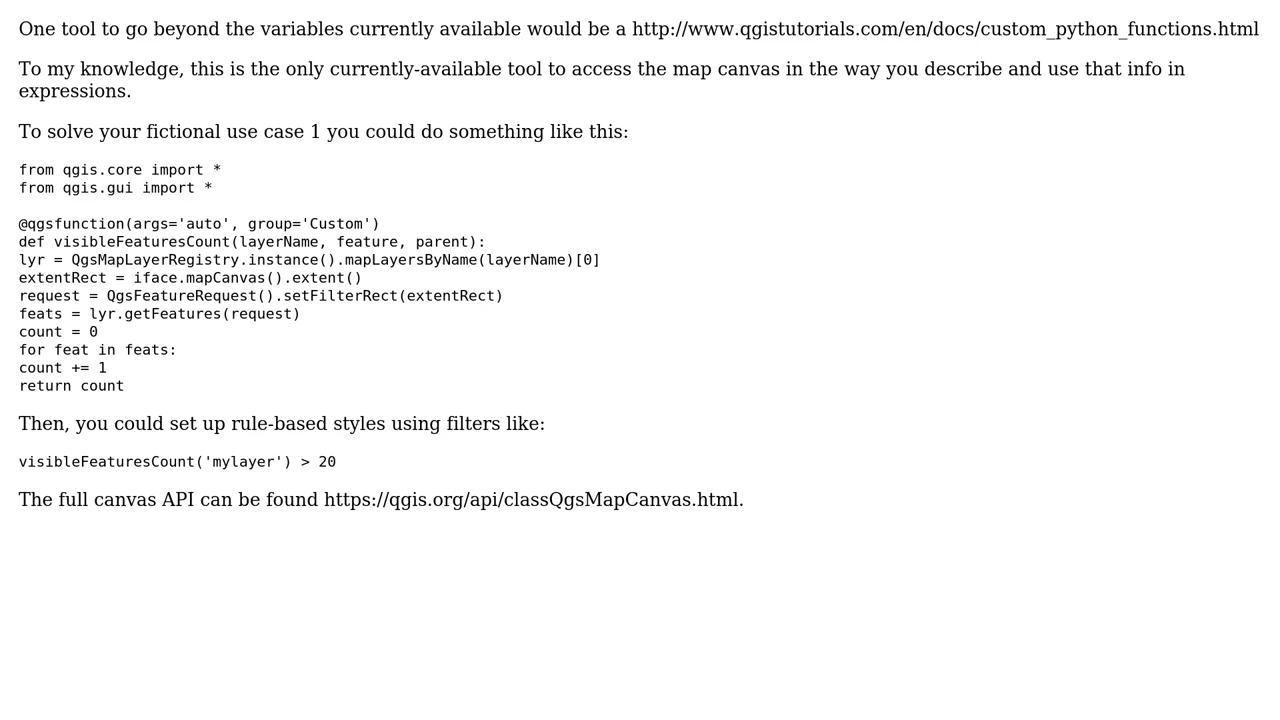 One tool to go beyond the variables currently available would be a http://www.qgistutorials.com/en/docs/custom_python_functions.html
To my knowledge, this is the only currently-available tool to access the map canvas in the way you describe and use that info in
expressions.
To solve your fictional use case 1 you could do something like this:
from qgis.core import *
from qgis.gui import *
@qgsfunction(args='auto', group='Custom')
def visibleFeaturesCount(layerName, feature, parent):
lyr = QgsMapLayerRegistry.instance().mapLayersByName(layerName)[0]
extentRect = iface.mapCanvas().extent()
request = QgsFeatureRequest().setFilterRect(extentRect)
feats = lyr.getFeatures(request)
count = 0
for feat in feats:
count += 1
return count
Then, you could set up rule-based styles using filters like:
visibleFeaturesCount('mylayer') > 20
The full canvas API can be found https://qgis.org/api/classQgsMapCanvas.html.